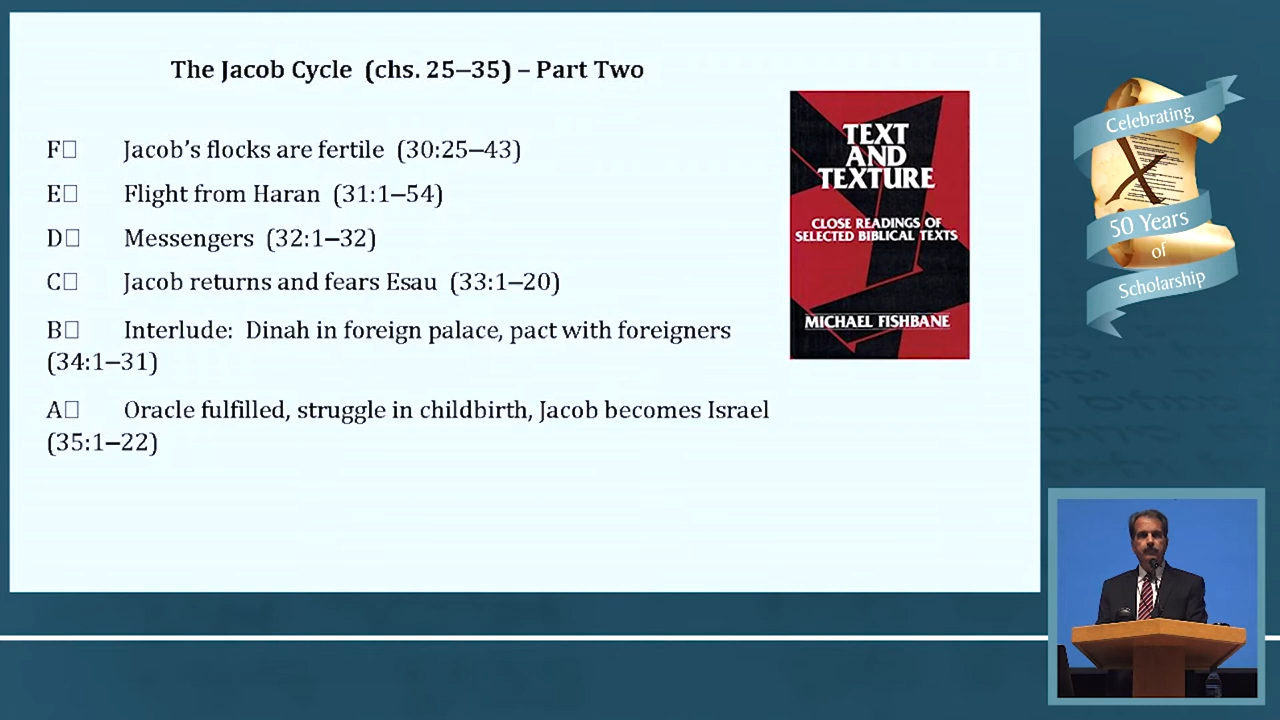 The Jacob Cycle (chs. 25–35) – Part Two
F□ Jacob’s flocks are fertile (30:25–43)
E□ Flight from Haran (31:1–54)
D□ Messengers (32:1–32)
C□ Jacob returns and fears Esau (33:1–20)
B□ Interlude: Dinah in foreign palace, pact with foreigners
(34:1–31)
A□ Oracle fulfilled, struggle in childbirth, Jacob becomes Israel
(35:1–22)
TEXT
AND
TEXTURE
CLOSE READINGS OF
SELECTED BIBLICAL TEXTS
MICHAEL FISHBANE
Celebrating
50 Years
of
Scholarship